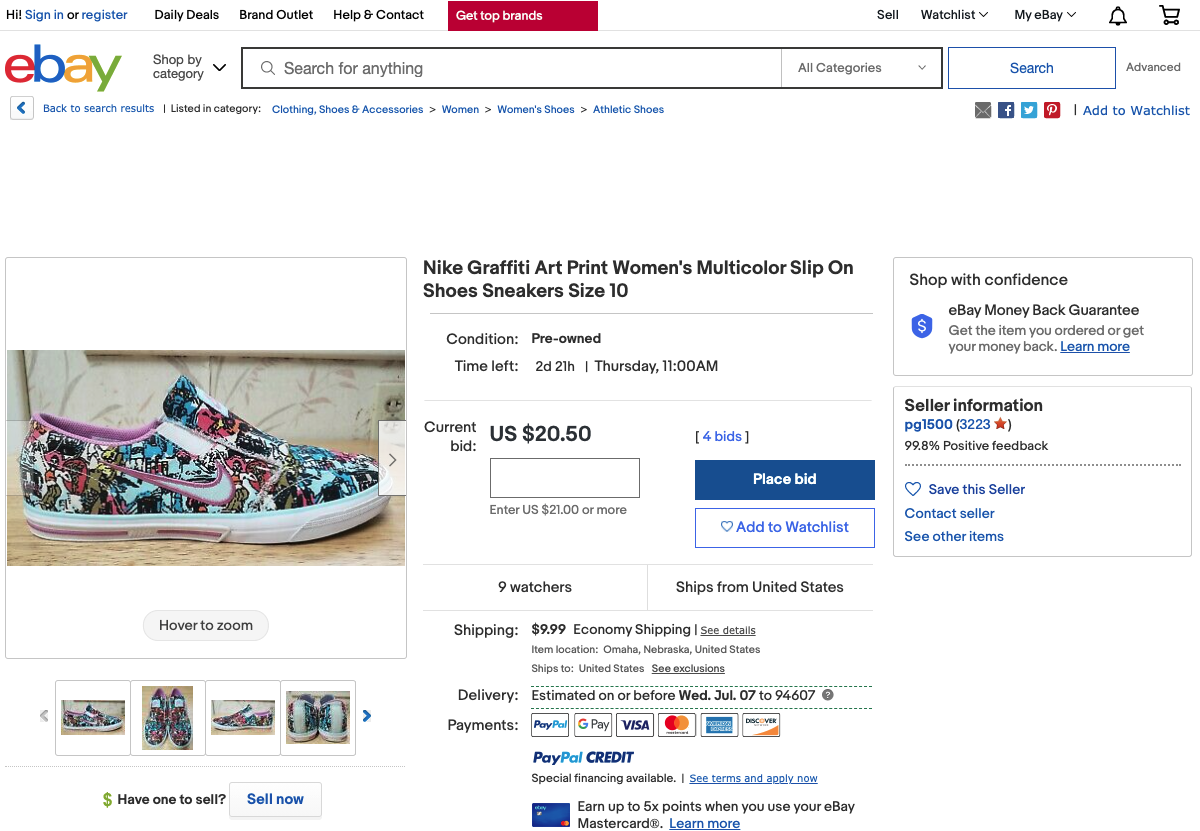 Hi! Sign in or register
Daily Deals
Brand Outlet
Help & Contact
Get top brands
Sell
Watchlist
My eBay
ebay
Shop by
category
Search for anything
All Categories
Search
Advanced
Back to search results | Listed in category: Clothing, Shoes & Accessories > Women > Women's Shoes > Athletic Shoes
| Add to Watchlist
Nike Graffiti Art Print Women's Multicolor Slip On
Shoes Sneakers Size 10
Condition: Pre-owned
Time left: 2d 21h | Thursday, 11:00AM
Current
bid:
US $20.50
[ 4 bids ]
Place bid
Enter US $21.00 or more
Add to Watchlist
9 watchers
Ships from United States
Shipping: $9.99 Economy Shipping | See details
Item location: Omaha, Nebraska, United States
Ships to: United States See exclusions
Delivery: Estimated on or before Wed. Jul. 07 to 94607 ?
Payments: PayPal G Pay VISA mastercard AMERICAN EXPRESS DISCOVER
PayPal CREDIT
Special financing available. | See terms and apply now
ebay
Earn up to 5x points when you use your eBay
Mastercard®. Learn more
Hover to zoom
$ Have one to sell? Sell now
Shop with confidence
$
eBay Money Back Guarantee
Get the item you ordered or get
your money back. Learn more
Seller information
pg1500 (3223)
99.8% Positive feedback
Save this Seller
Contact seller
See other items